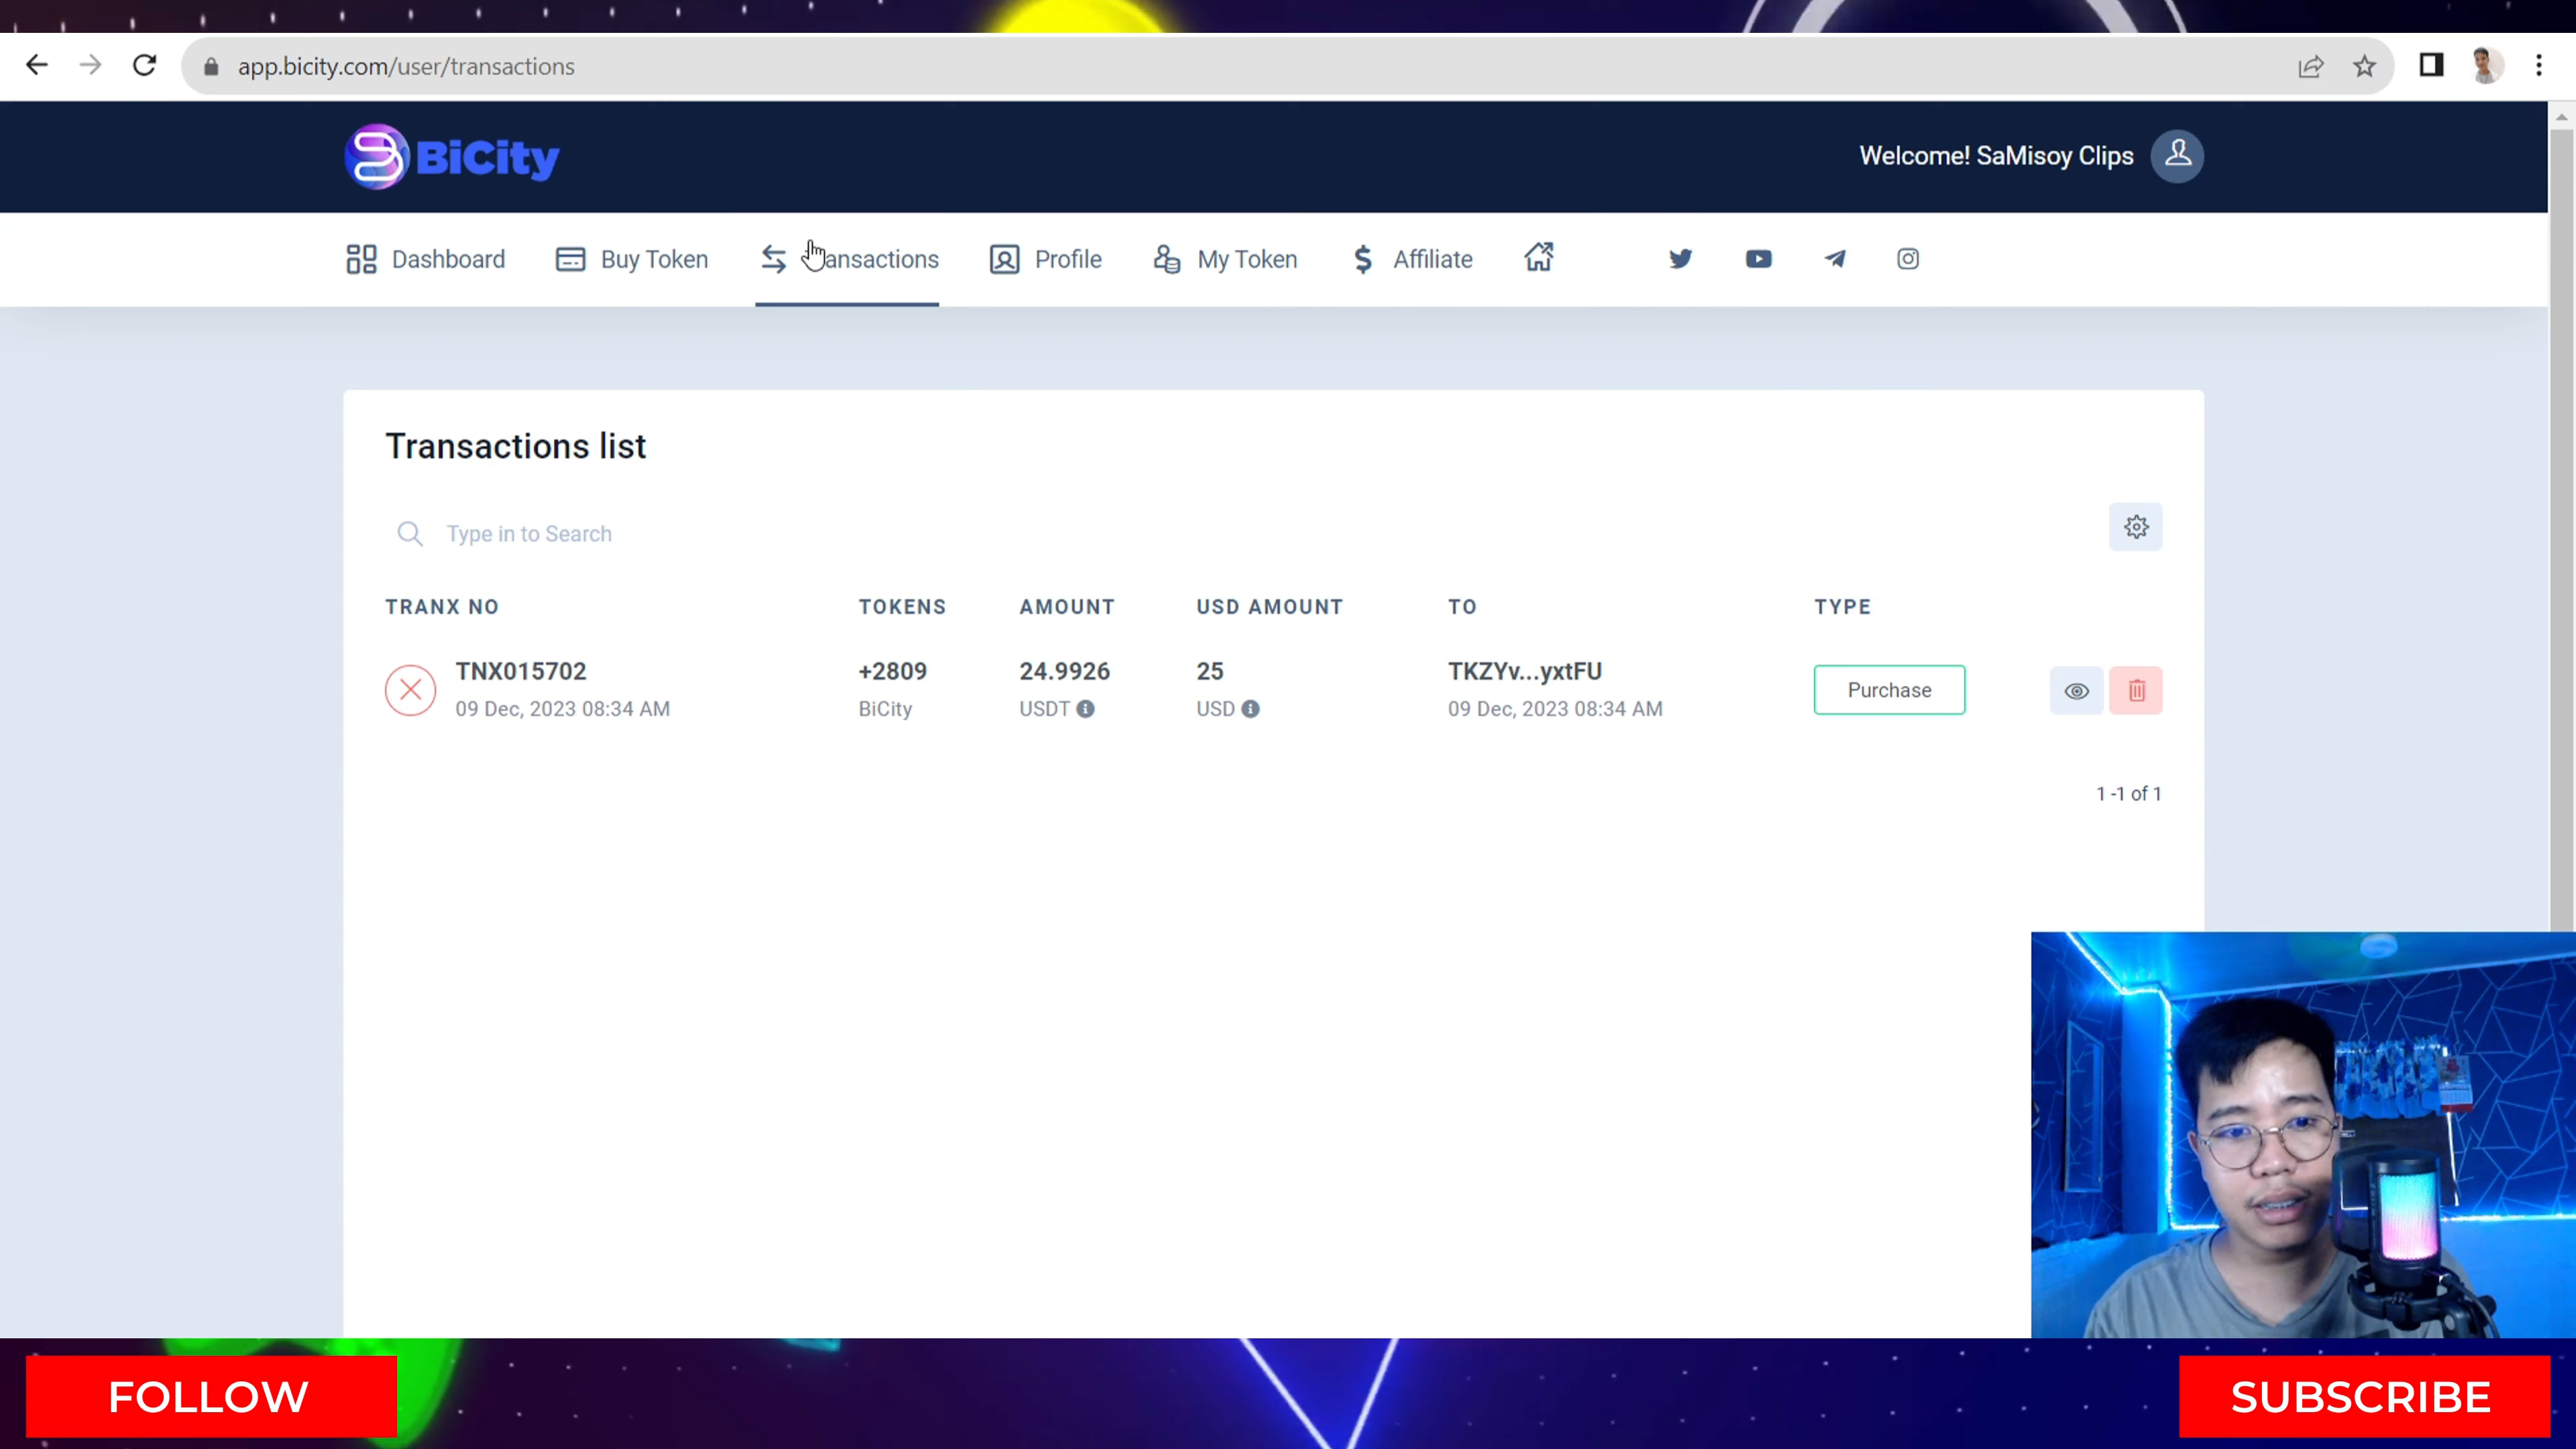 app.bicity.com/user/transactions
BiCity
Welcome! SaMisoy Clips
Dashboard
Buy Token
ansactions
Profile
My Token
Affiliate
Transactions list
Type in to Search
TRANX NO
TOKENS
AMOUNT
USD AMOUNT
TO
TYPE
TNX015702
+2809
24.9926
25
TKZYv...yxtFU
Purchase
09 Dec, 2023 08:34 AM
BiCity
USDT
USD
09 Dec, 2023 08:34 AM
1 -1 of 1
FOLLOW
SUBSCRIBE